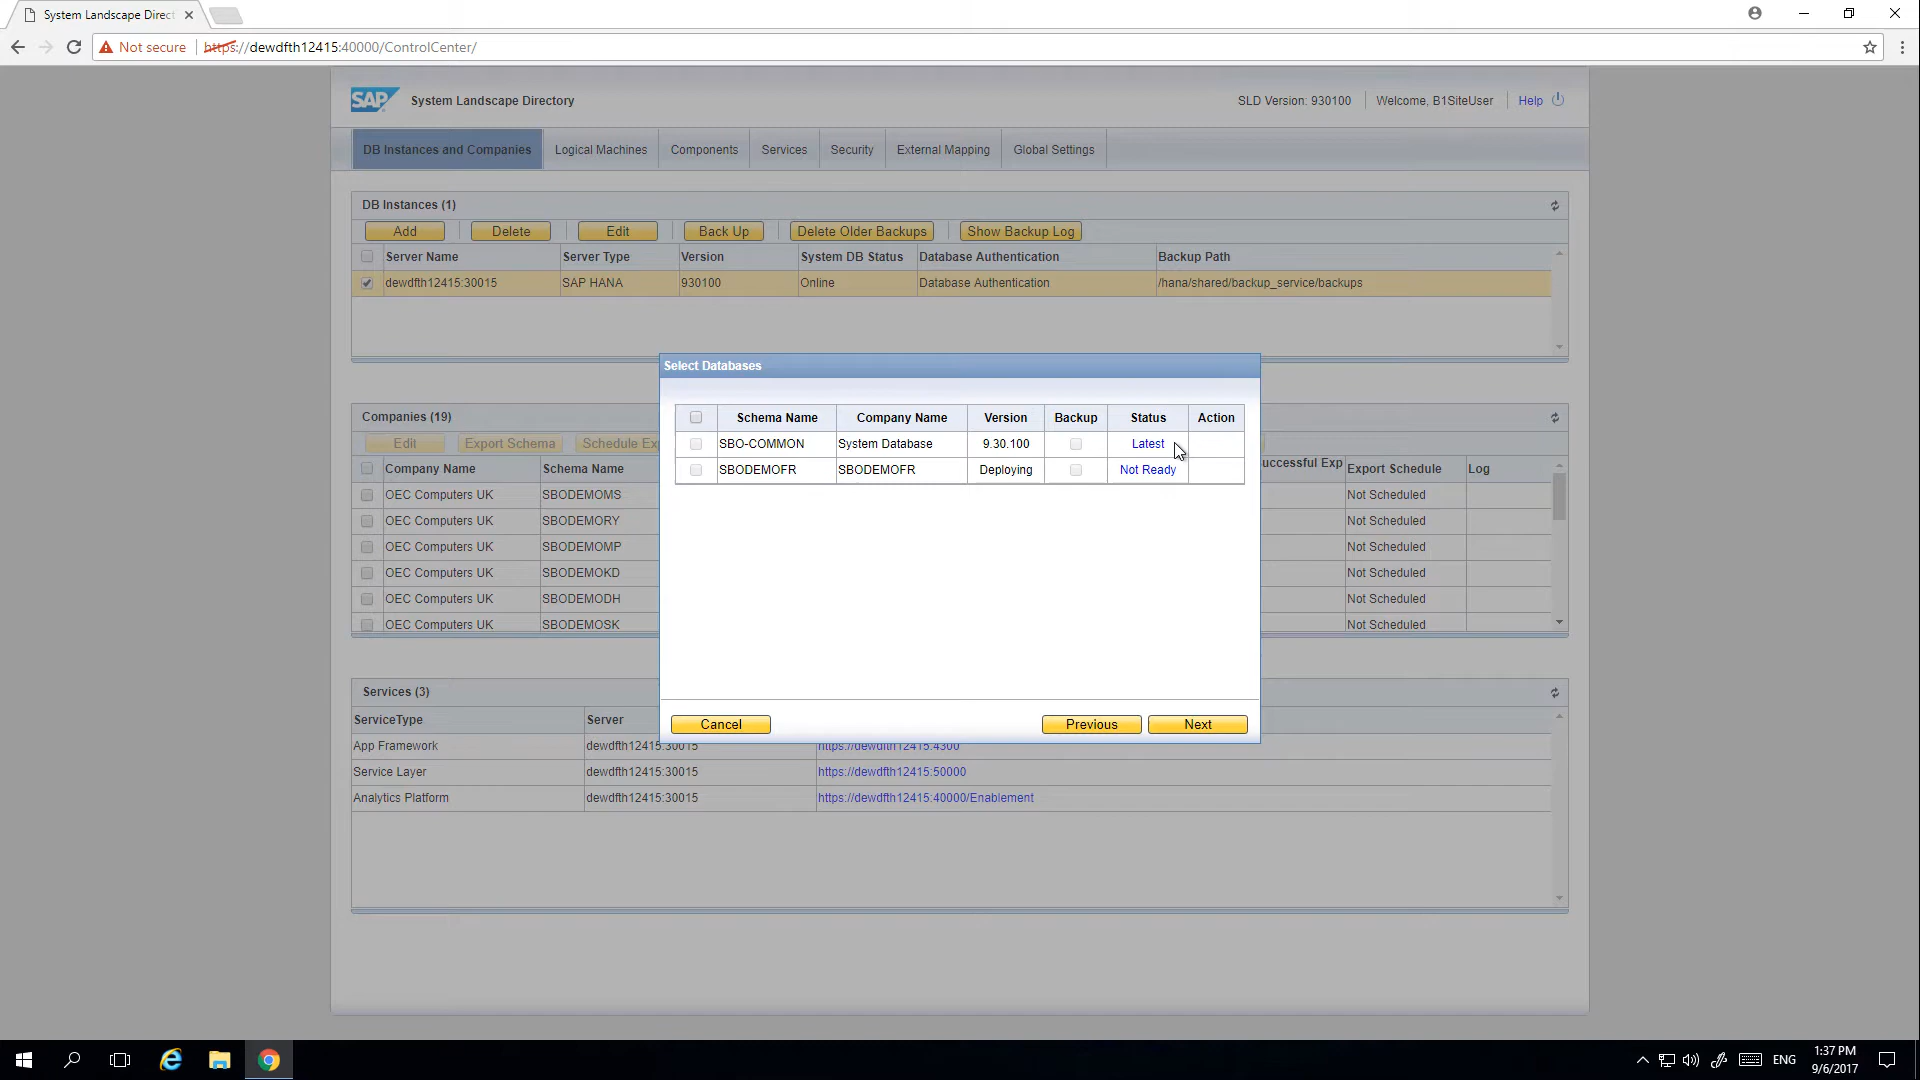 System Landscape Direct
Not secure https://dewdfth12415:40000/ControlCenter/
SAP System Landscape Directory SLD Version: 930100 Welcome, B1SiteUser Help
DB Instances and Companies Logical Machines Components Services Security External Mapping Global Settings
DB Instances (1)
Add Delete Edit Back Up Delete Older Backups Show Backup Log
Server Name Server Type Version System DB Status Database Authentication Backup Path
dewdfth12415:30015 SAP HANA 930100 Online Database Authentication /hana/shared/backup_service/backups
Select Databases
Schema Name Company Name Version Backup Status Action
SBO-COMMON System Database 9.30.100 Latest
SBODEMOFR SBODEMOFR Deploying Not Ready
Cancel Previous Next
Companies (19)
Edit Export Schema Schedule Exp
Company Name Schema Name uccessful Exp Export Schedule Log
OEC Computers UK SBODEMOMS Not Scheduled
OEC Computers UK SBODEMORY Not Scheduled
OEC Computers UK SBODEMOMP Not Scheduled
OEC Computers UK SBODEMOKD Not Scheduled
OEC Computers UK SBODEMODH Not Scheduled
OEC Computers UK SBODEMOSK Not Scheduled
Services (3)
ServiceType Server
App Framework dewdfth12415:30015 https://dewdfth12415:4300
Service Layer dewdfth12415:30015 https://dewdfth12415:50000
Analytics Platform dewdfth12415:30015 https://dewdfth12415:40000/Enablement
ENG 1:37 PM
9/6/2017